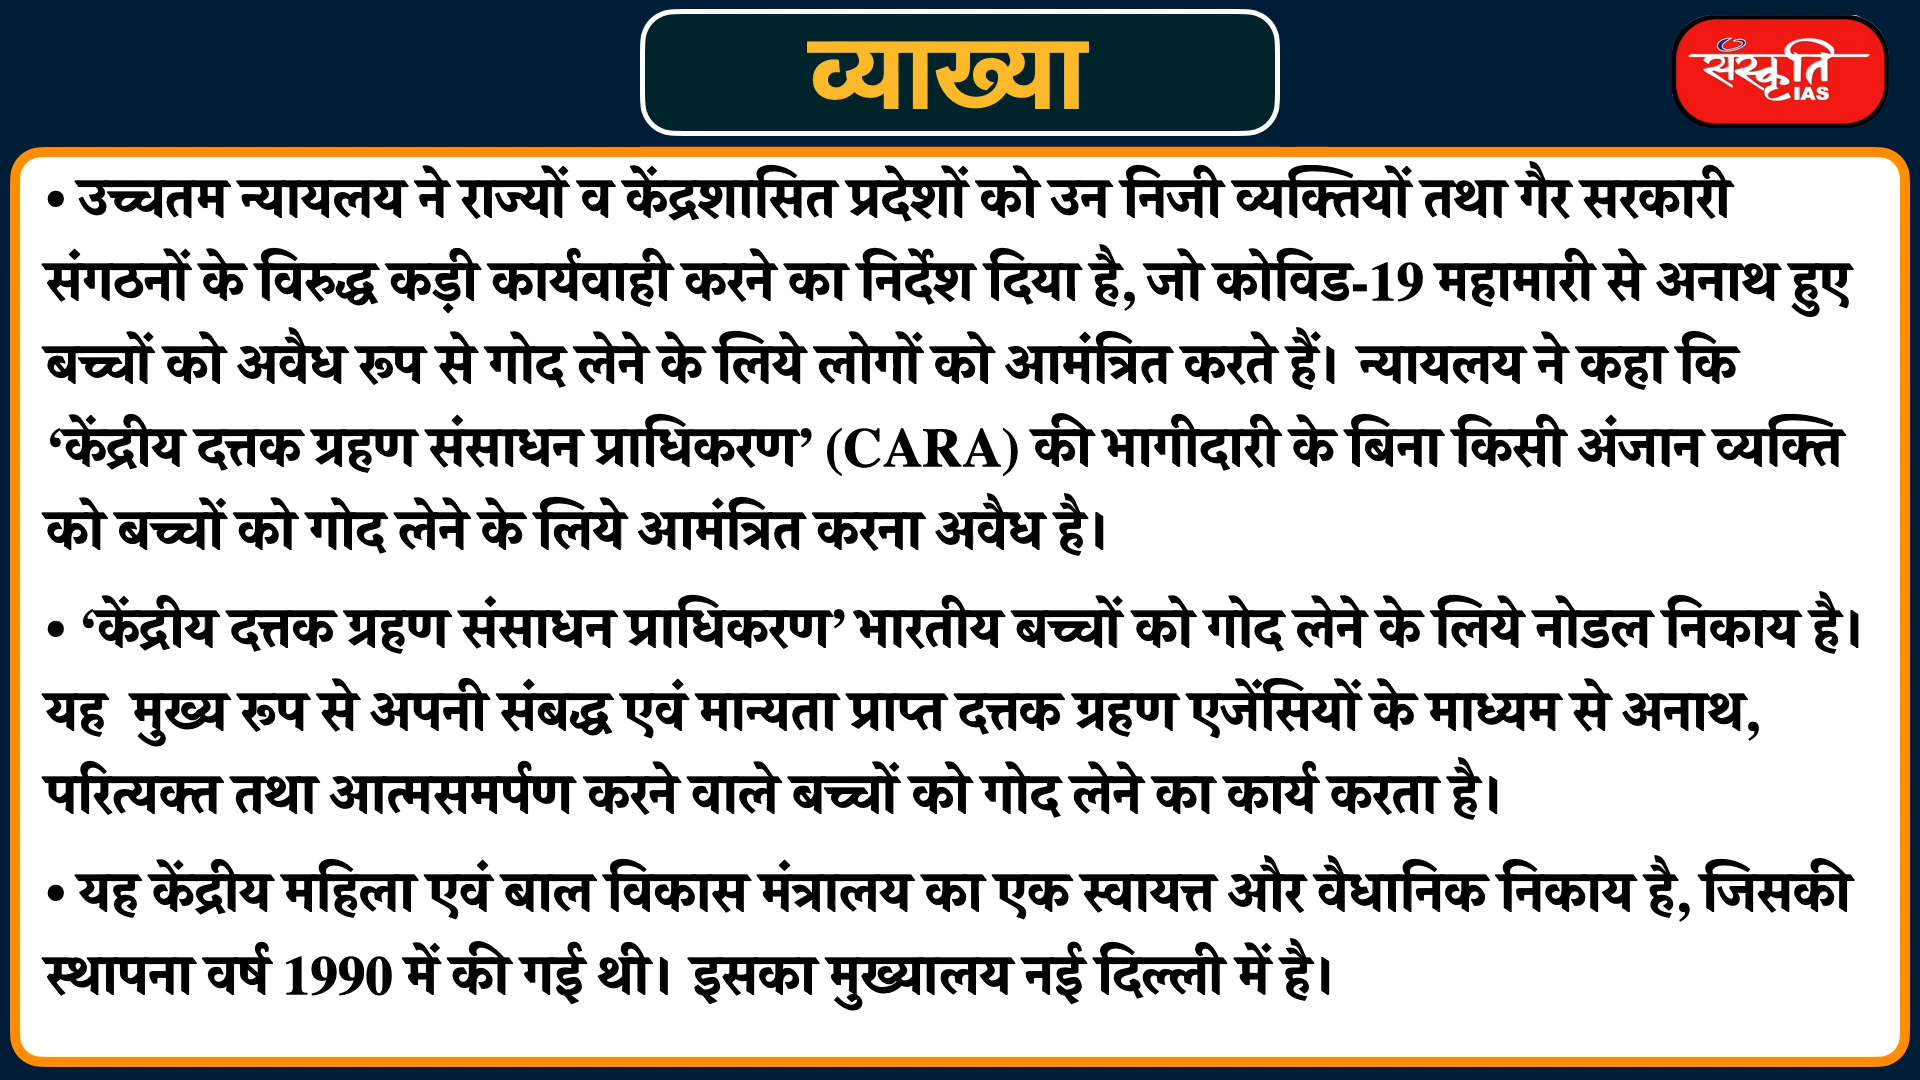 व्याख्या
संस्कृति
IAS
• उच्चतम न्यायलय ने राज्यों व केंद्रशासित प्रदेशों को उन निजी व्यक्तियों तथा गैर सरकारी
संगठनों के विरुद्ध कड़ी कार्यवाही करने का निर्देश दिया है, जो कोविड-19 महामारी से अनाथ हुए
बच्चों को अवैध रूप से गोद लेने के लिये लोगों को आमंत्रित करते हैं। न्यायलय ने कहा कि
‘केंद्रीय दत्तक ग्रहण संसाधन प्राधिकरण’ (CARA) की भागीदारी के बिना किसी अंजान व्यक्ति
को बच्चों को गोद लेने के लिये आमंत्रित करना अवैध है।
• ‘केंद्रीय दत्तक ग्रहण संसाधन प्राधिकरण’ भारतीय बच्चों को गोद लेने के लिये नोडल निकाय है।
यह मुख्य रूप से अपनी संबद्ध एवं मान्यता प्राप्त दत्तक ग्रहण एजेंसियों के माध्यम से अनाथ,
परित्यक्त तथा आत्मसमर्पण करने वाले बच्चों को गोद लेने का कार्य करता है।
• यह केंद्रीय महिला एवं बाल विकास मंत्रालय का एक स्वायत्त और वैधानिक निकाय है, जिसकी
स्थापना वर्ष 1990 में की गई थी। इसका मुख्यालय नई दिल्ली में है।